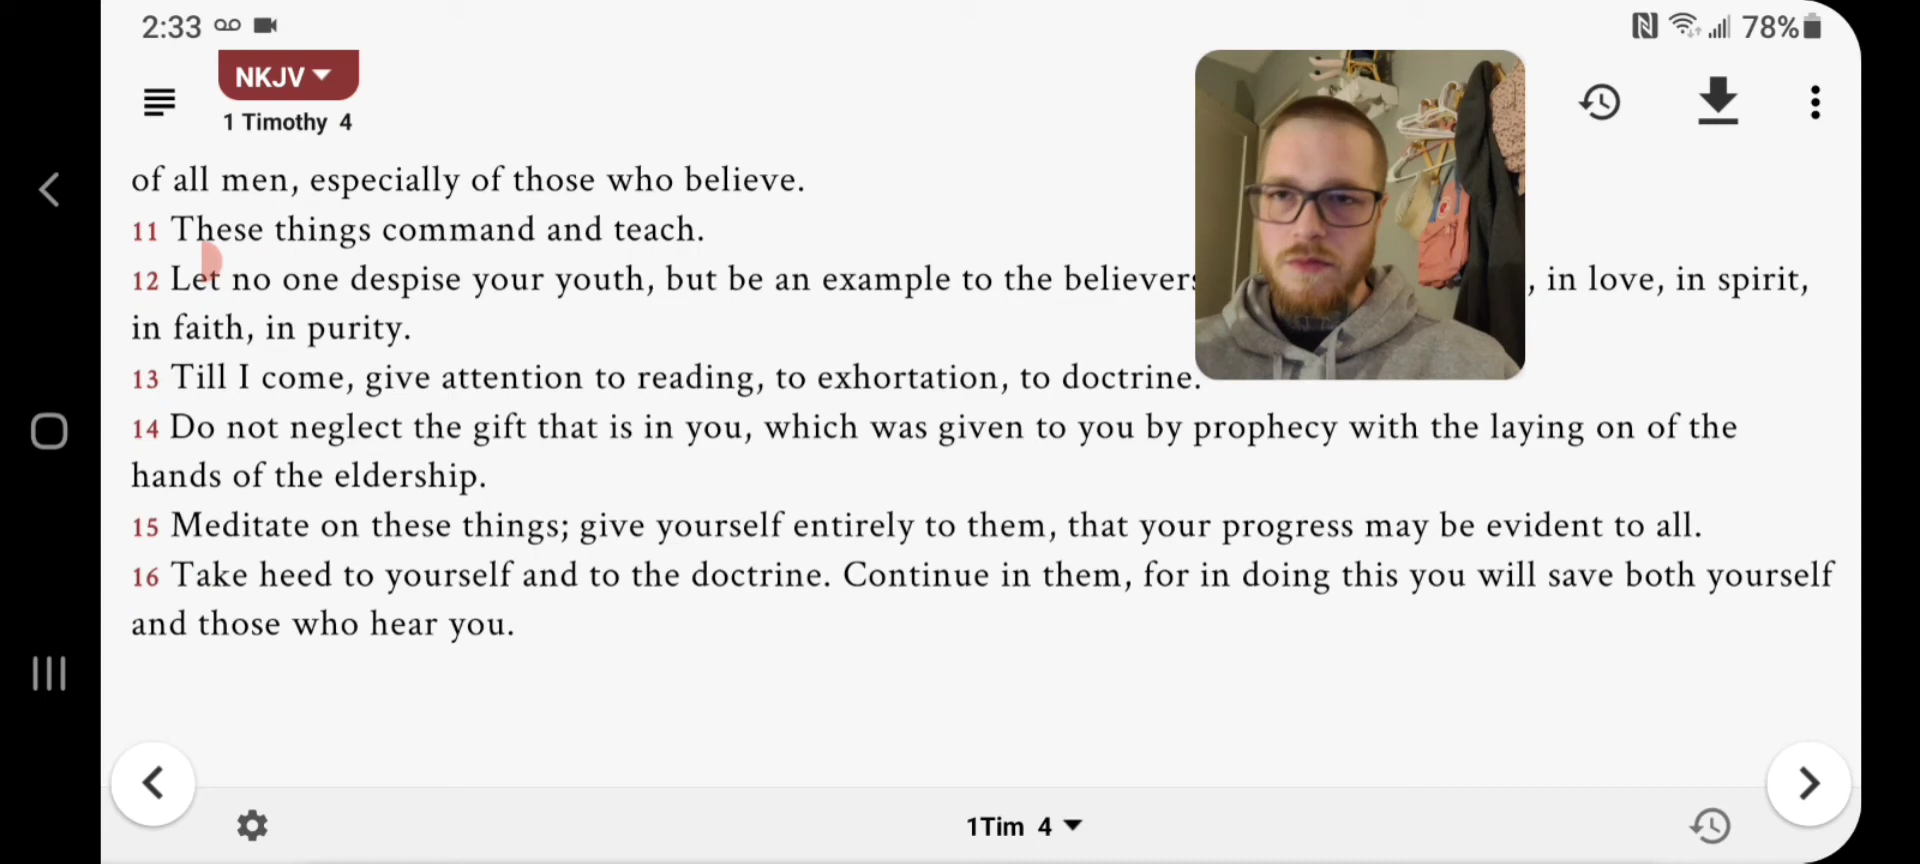 2:33
78%
NKJV
1 Timothy 4
of all men, especially of those who believe.
11 These things command and teach.
12 Let no one despise your youth, but be an example to the believers , in love, in spirit,
in faith, in purity.
13 Till I come, give attention to reading, to exhortation, to doctrine.
14 Do not neglect the gift that is in you, which was given to you by prophecy with the laying on of the
hands of the eldership.
15 Meditate on these things; give yourself entirely to them, that your progress may be evident to all.
16 Take heed to yourself and to the doctrine. Continue in them, for in doing this you will save both yourself
and those who hear you.
1Tim 4